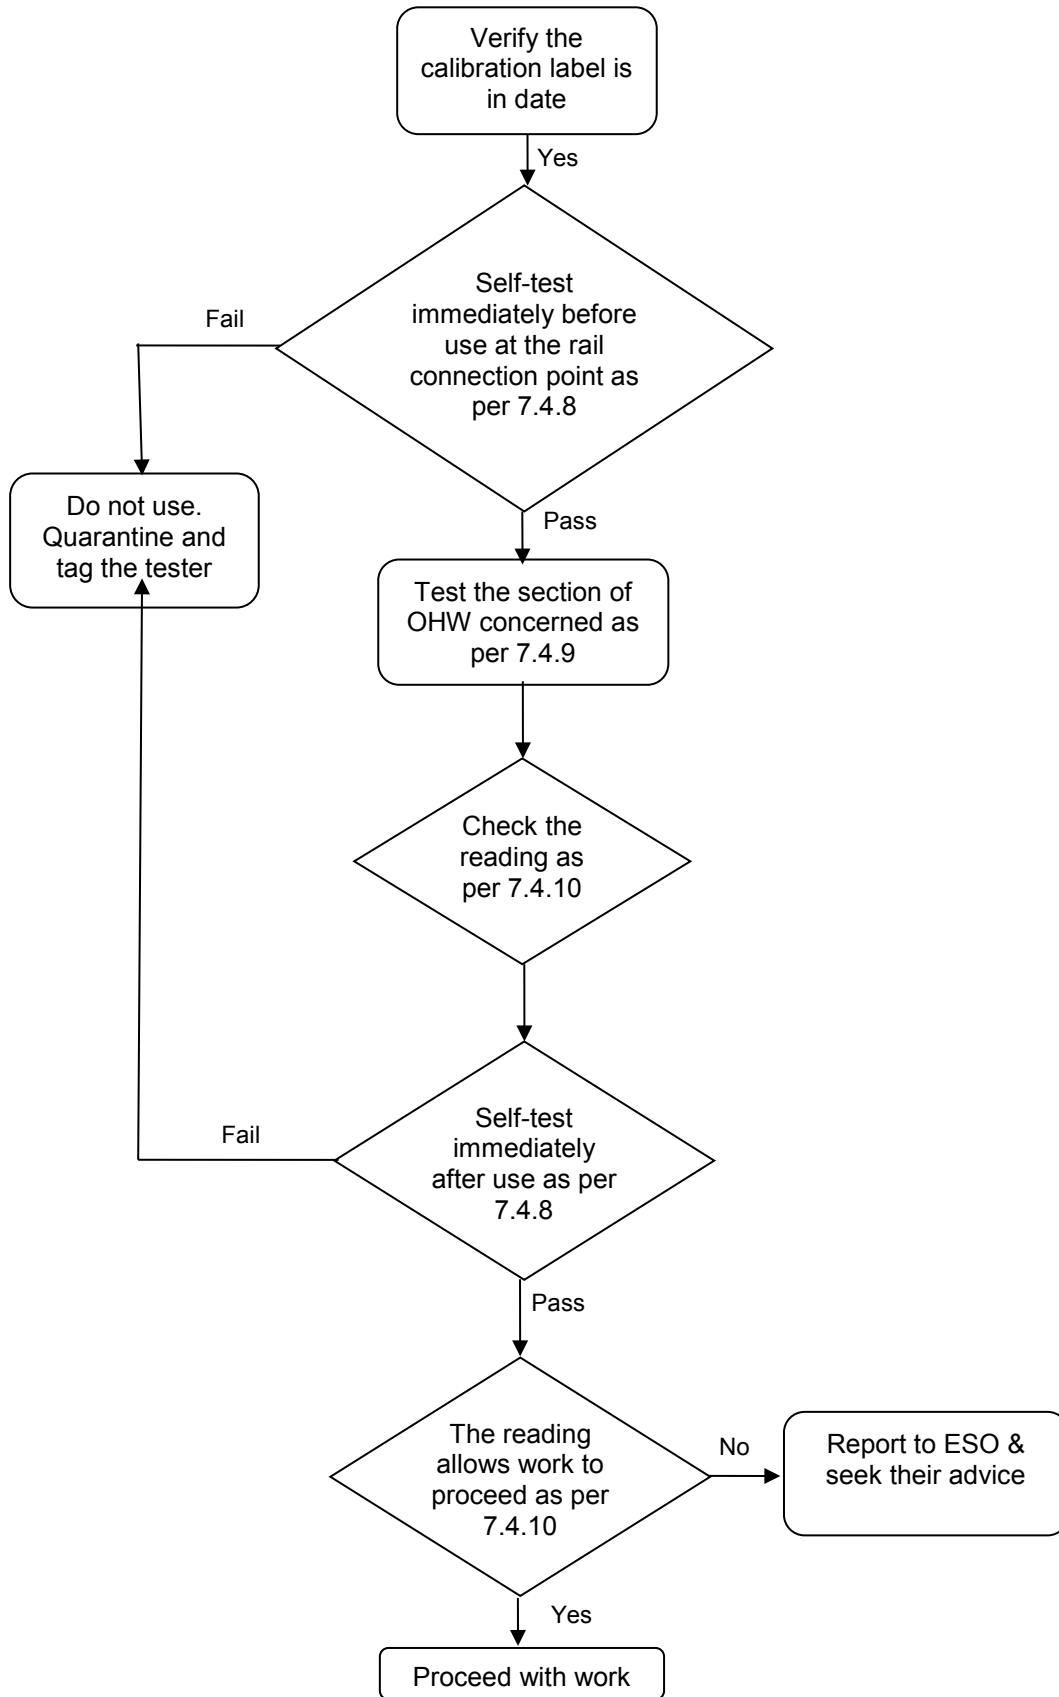 Verify the
calibration label is
in date
Yes
Self-test
immediately before
use at the rail
connection point as
per 7.4.8
Fail
Pass
Do not use.
Quarantine and
tag the tester
Test the section of
OHW concerned as
per 7.4.9
Check the
reading as
per 7.4.10
Self-test
immediately
after use as per
7.4.8
Fail
Pass
The reading
allows work to
proceed as per
7.4.10
No
Report to ESO &
seek their advice
Yes
Proceed with work